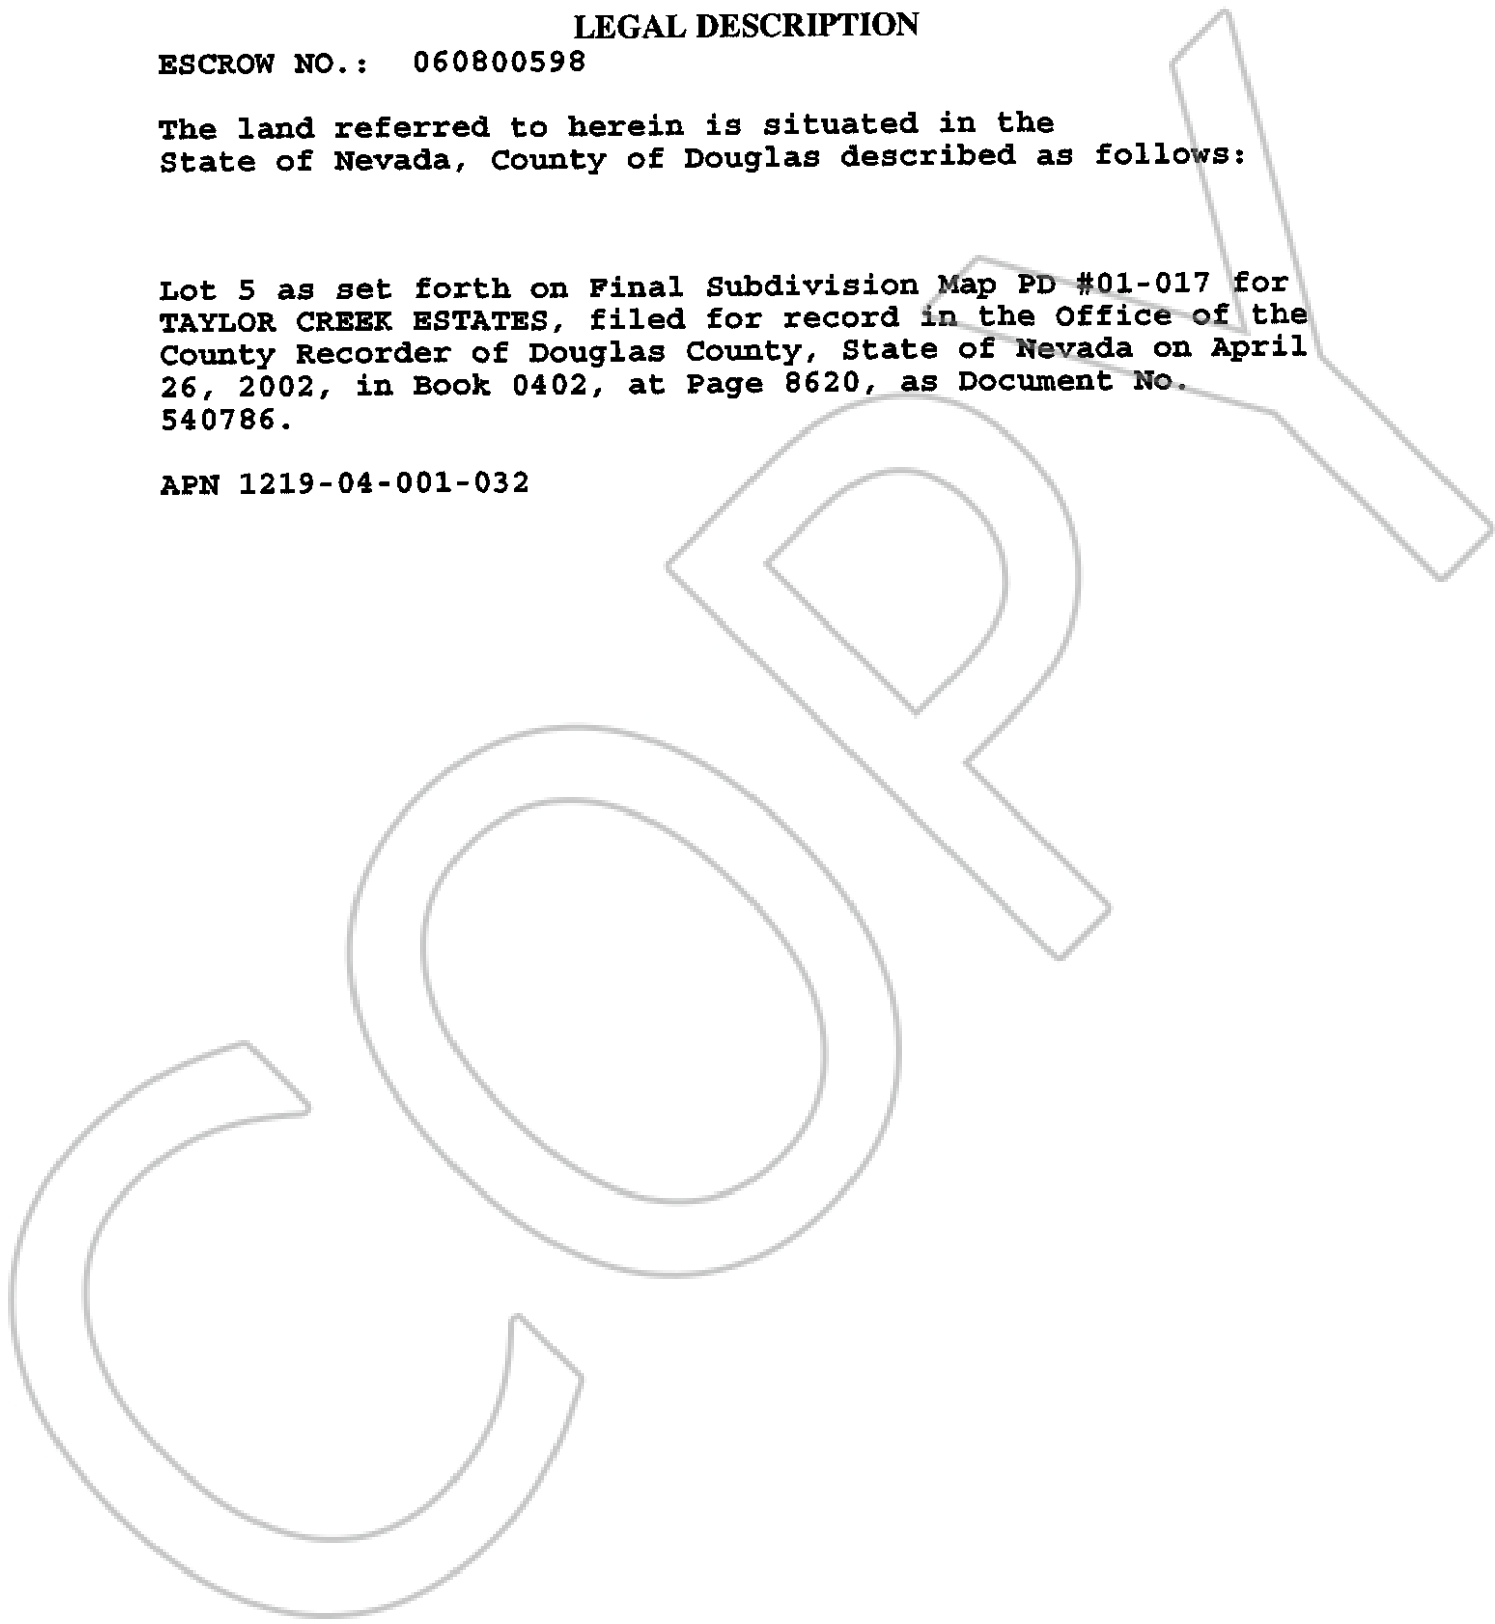 LEGAL DESCRIPTION
ESCROW NO.: 060800598
The land referred to herein is situated in the
State of Nevada, County of Douglas described as follows:
Lot 5 as set forth on Final Subdivision Map PD #01-017 for
TAYLOR CREEK ESTATES, filed for record in the Office of the
County Recorder of Douglas County, State of Nevada on April
26, 2002, in Book 0402, at Page 8620, as Document No.
540786.
APN 1219-04-001-032
COPY